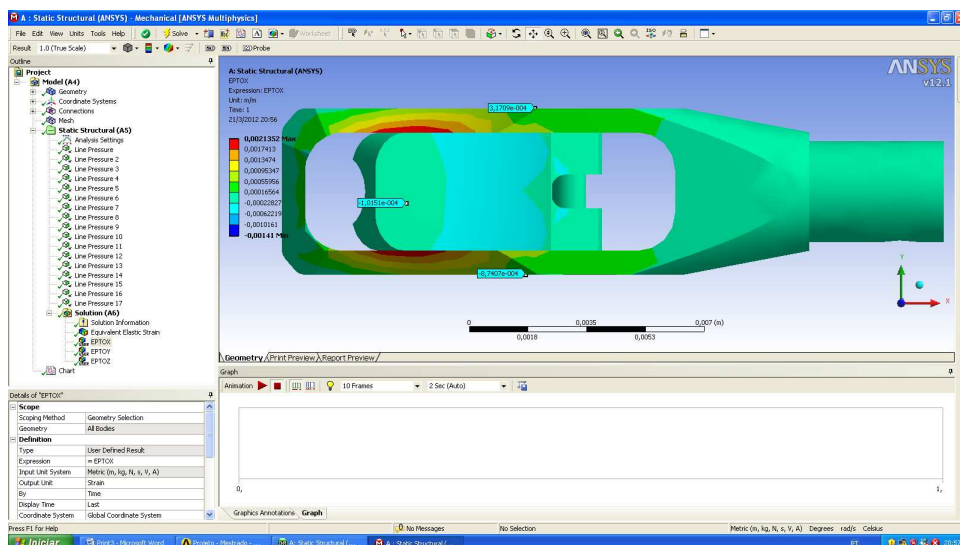 A : Static Structural (ANSYS) - Mechanical [ANSYS Multiphysics]
File Edit View Units Tools Help Solve Worksheet
Result 1.0 (True Scale) Probe
Outline
Project
Model (A4)
Geometry
Coordinate Systems
Connections
Mesh
Static Structural (A5)
Analysis Settings
Line Pressure
Line Pressure 2
Line Pressure 3
Line Pressure 4
Line Pressure 5
Line Pressure 6
Line Pressure 7
Line Pressure 8
Line Pressure 9
Line Pressure 10
Line Pressure 11
Line Pressure 12
Line Pressure 13
Line Pressure 14
Line Pressure 15
Line Pressure 16
Line Pressure 17
Solution (A6)
Solution Information
Equivalent Elastic Strain
EPTOX
EPTOY
EPTOZ
Chart
A: Static Structural (ANSYS)
EPTOX
Expression: EPTOX
Unit: m/m
Time: 1
21/3/2012 20:56
0,0021352 Max
0,0017413
0,0013474
0,00095347
0,00055956
0,00016564
-0,00022827
-0,00062219
-0,0010161
-0,00141 Min
ANSYS
v12.1
3,1709e-004
-1,0151e-004
-8,7407e-004
Y
X
0 0,0035 0,007 (m)
0,0018 0,0053
Geometry Print Preview Report Preview
Graph
Animation 10 Frames 2 Sec (Auto)
0, 1,
Graphics Annotations Graph
Details of "EPTOX"
Scope
Scoping Method Geometry Selection
Geometry All Bodies
Definition
Type User Defined Result
Expression = EPTOX
Input Unit System Metric (m, kg, N, s, V, A)
Output Unit Strain
By Time
Display Time Last
Coordinate System Global Coordinate System
Press F1 for Help 0 No Messages No Selection Metric (m, kg, N, s, V, A) Degrees rad/s Celsius
Iniciar Print3 - Microsoft Word Projeto - Mestrado - ... A: Static Structural (... A : Static Structural (... PT 20:57